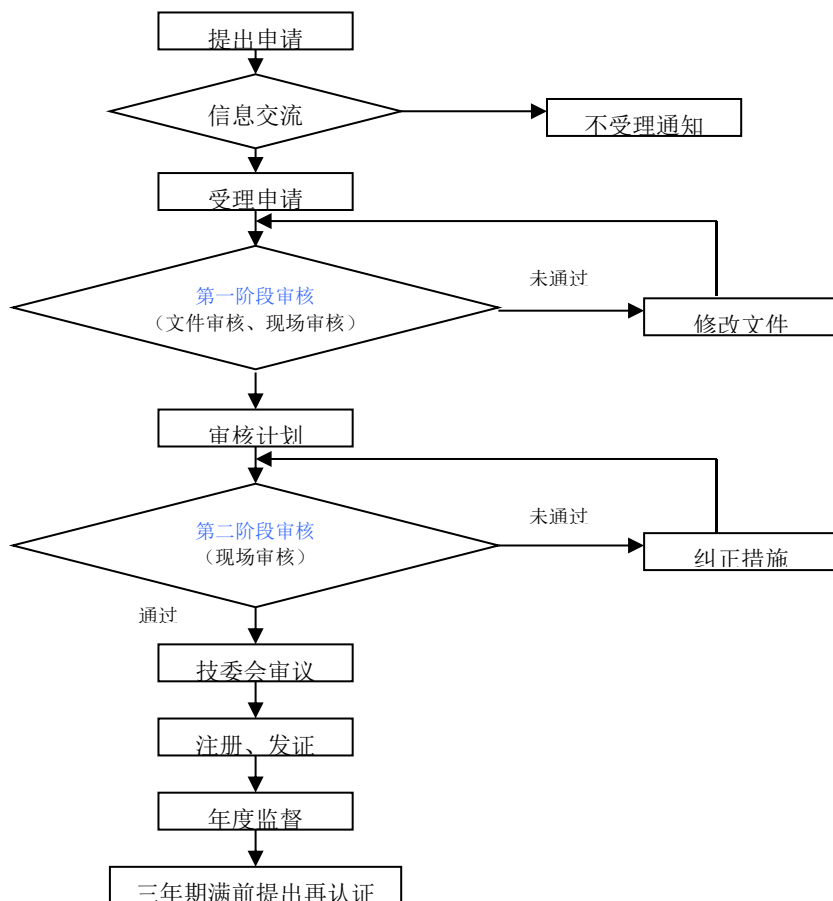 提出申请
信息交流
不受理通知
受理申请
未通过
第一阶段审核
（文件审核、现场审核）
修改文件
审核计划
未通过
第二阶段审核
（现场审核）
纠正措施
通过
技委会审议
注册、发证
年度监督
三年期满前提出再认证